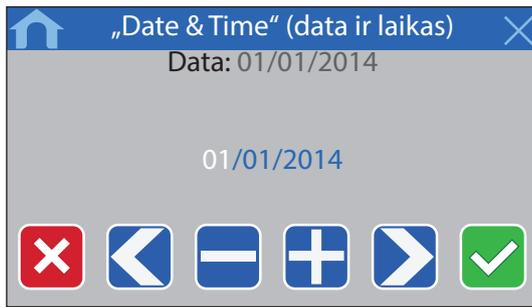 „Date & Time“ (data ir laikas)
Data: 01/01/2014
01/01/2014